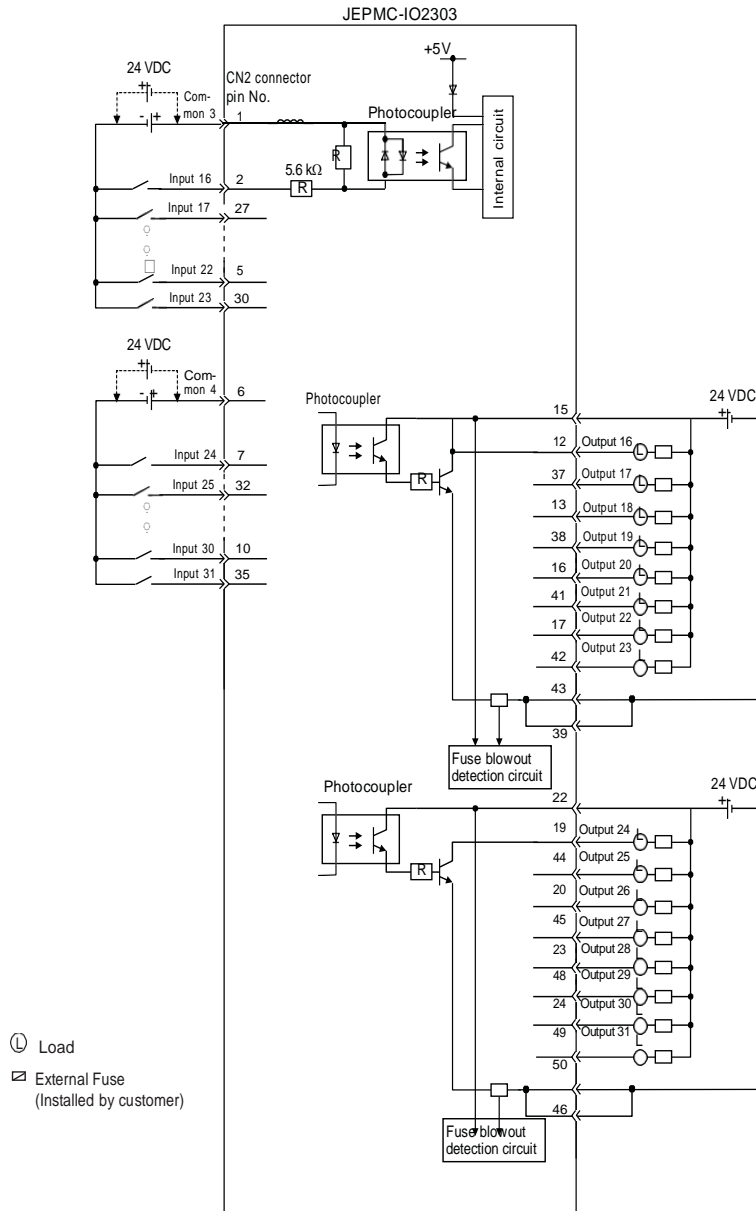 JEPMC-IO2303
+5V
24 VDC
CN2 connector
pin No.
Com-
mon 3
1
Photocoupler
Internal circuit
R
5.6 kΩ
R
Input 16
2
Input 17
27
Input 22
5
Input 23
30
24 VDC
Com-
mon 4
6
Input 24
7
Input 25
32
Input 30
10
Input 31
35
Photocoupler
R
15
24 VDC
12
Output 16
L
37
Output 17
L
13
Output 18
L
38
Output 19
L
16
Output 20
L
41
Output 21
L
17
Output 22
L
42
Output 23
L
43
39
Fuse blowout
detection circuit
Photocoupler
R
22
24 VDC
19
Output 24
L
44
Output 25
L
20
Output 26
L
45
Output 27
L
23
Output 28
L
48
Output 29
L
24
Output 30
L
49
Output 31
L
50
46
Fuse blowout
detection circuit
L Load
External Fuse
(Installed by customer)